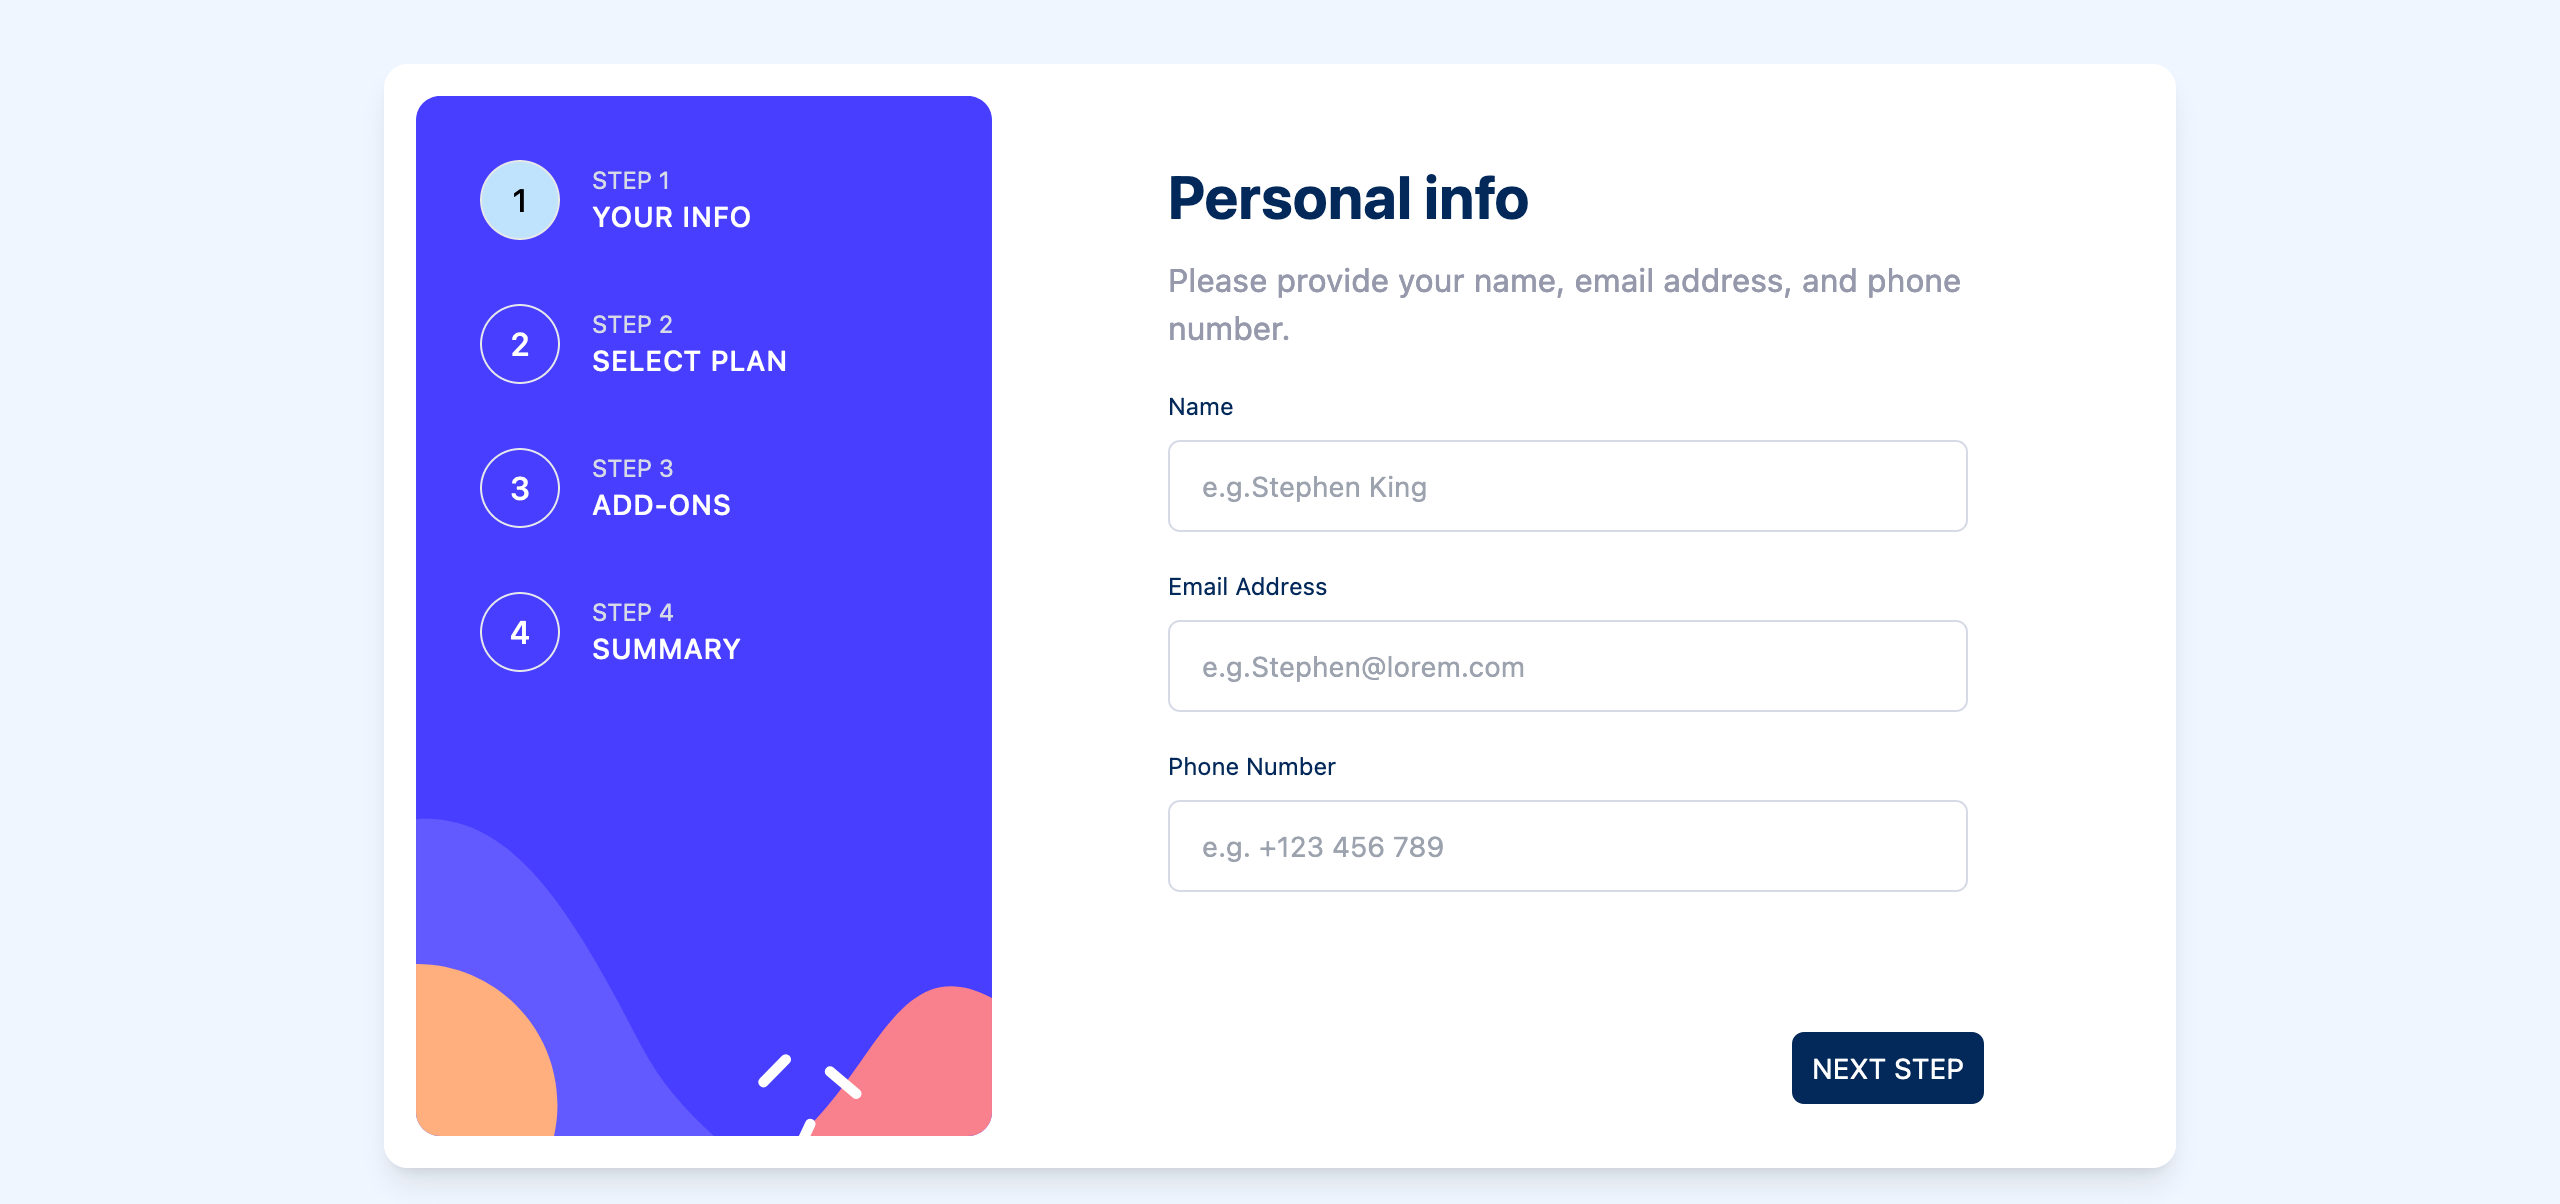 1
STEP 1
YOUR INFO
2
STEP 2
SELECT PLAN
3
STEP 3
ADD-ONS
4
STEP 4
SUMMARY
Personal info
Please provide your name, email address, and phone
number.
Name
e.g.Stephen King
Email Address
e.g.Stephen@lorem.com
Phone Number
e.g. +123 456 789
NEXT STEP